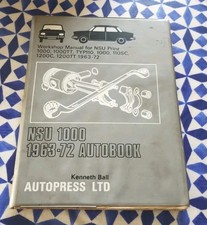 Workshop Manual for NSU Prinz
1000, 1000TT, TYP110, 1000, 1100C,
1200C, 1200TT 1963-72
NSU 1000
1963-72 AUTOBOOK
Kenneth Ball
AUTOPRESS LTD